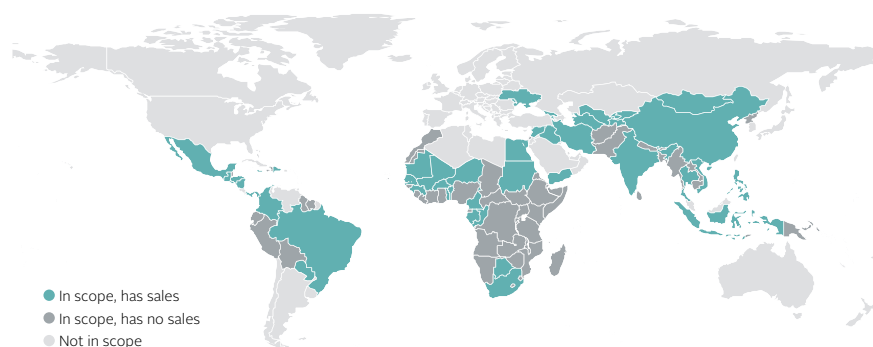 In scope, has sales
In scope, has no sales
Not in scope